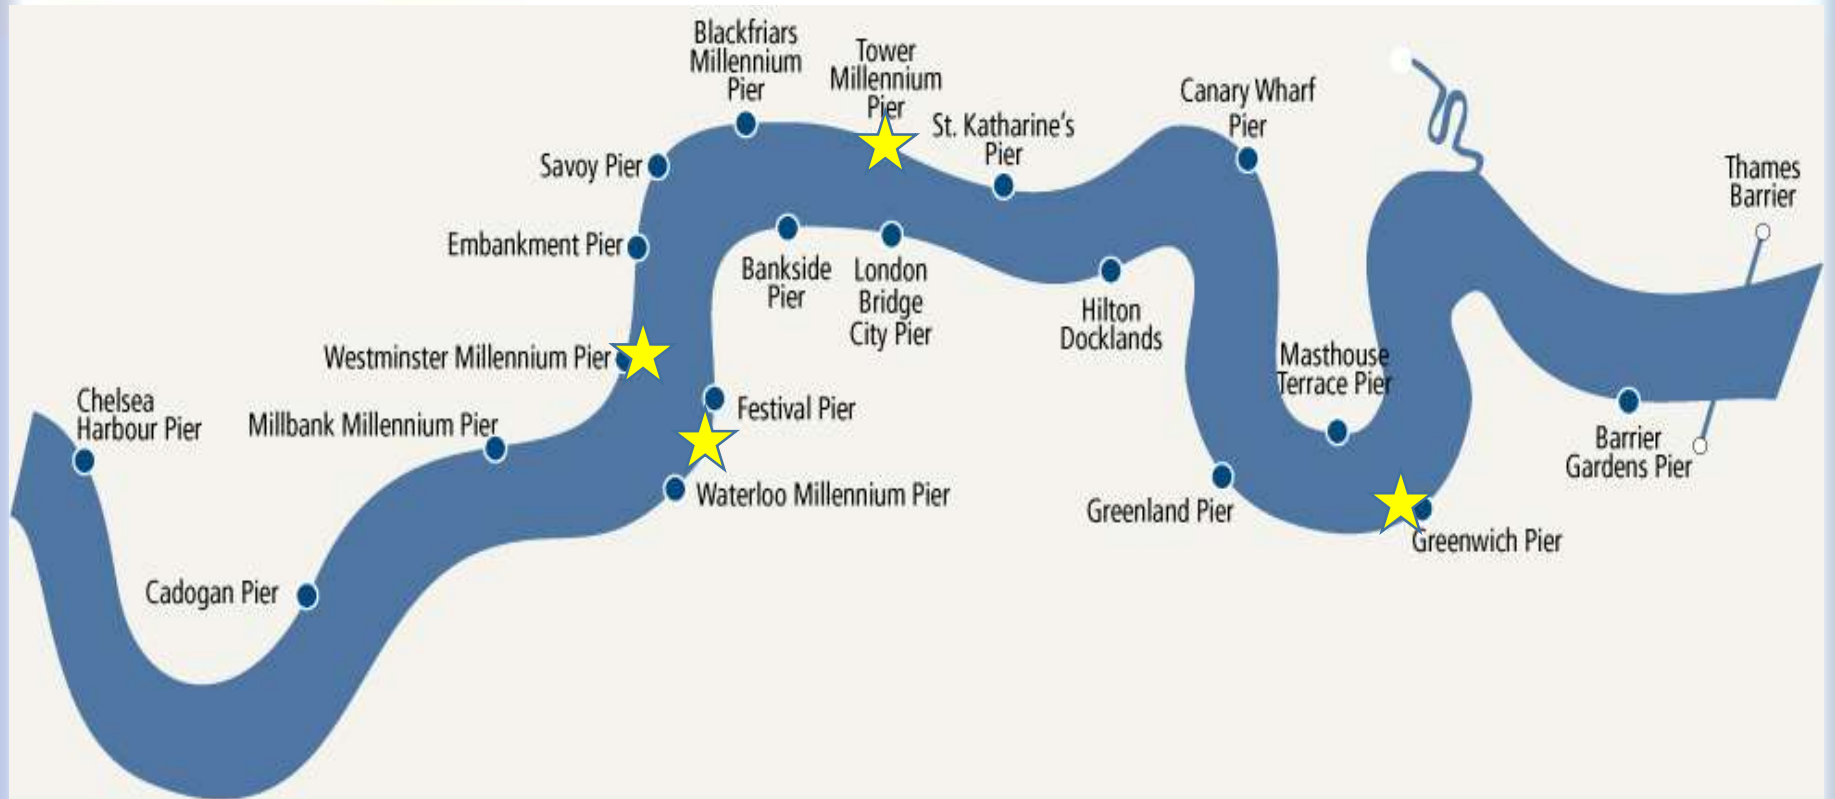 Blackfriars
Millennium
Pier
Tower
Millennium
Pier
St. Katharine's
Pier
Canary Wharf
Pier
Thames
Barrier
Savoy Pier
Embankment Pier
Bankside
Pier
London
Bridge
City Pier
Hilton
Docklands
Westminster Millennium Pier
Masthouse
Terrace Pier
Chelsea
Harbour Pier
Millbank Millennium Pier
Festival Pier
Barrier
Gardens Pier
Waterloo Millennium Pier
Greenland Pier
Greenwich Pier
Cadogan Pier